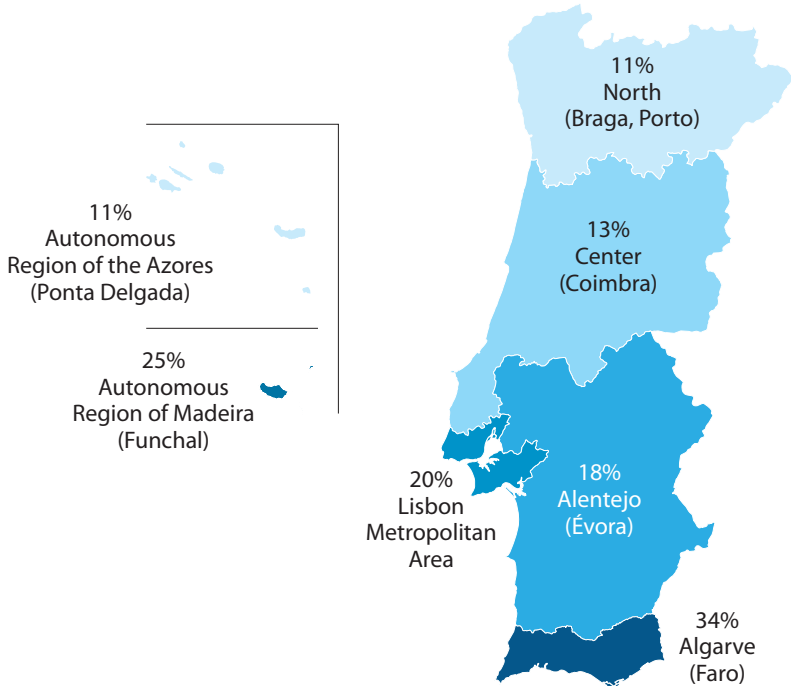 11%
North
(Braga, Porto)
11%
Autonomous
Region of the Azores
(Ponta Delgada)
13%
Center
(Coimbra)
25%
Autonomous
Region of Madeira
(Funchal)
20%
Lisbon
Metropolitan
Area
18%
Alentejo
(Évora)
34%
Algarve
(Faro)